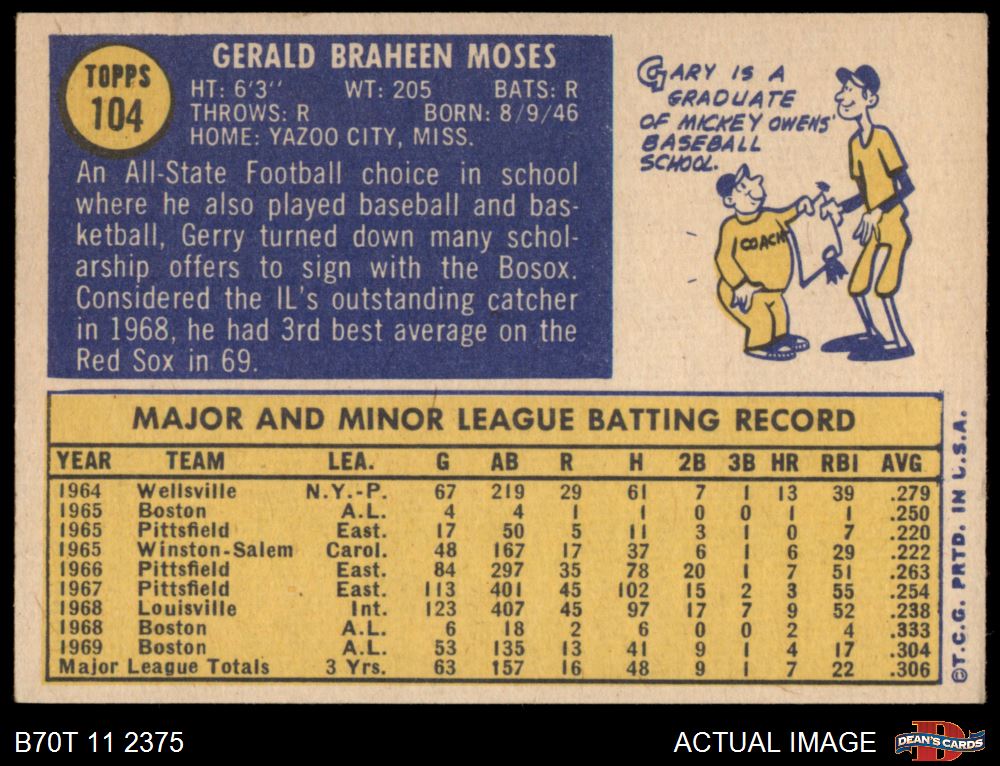 TOPPS
104
GERALD BRAHEEN MOSES
HT: 6'3'' WT: 205 BATS: R
THROWS: R BORN: 8/9/46
HOME: YAZOO CITY, MISS.
An All-State Football choice in school
where he also played baseball and bas-
ketball, Gerry turned down many schol-
arship offers to sign with the Bosox.
Considered the IL's outstanding catcher
in 1968, he had 3rd best average on the
Red Sox in 69.
GARY IS A
GRADUATE
OF MICKEY OWENS'
BASEBALL
SCHOOL.
COACH
MAJOR AND MINOR LEAGUE BATTING RECORD
YEAR TEAM LEA. G AB R H 2B 3B HR RBI AVG.
1964 Wellsville N.Y.-P. 67 219 29 61 7 1 13 39 .279
1965 Boston A.L. 4 4 1 1 0 0 1 1 .250
1965 Pittsfield East. 17 50 5 11 3 1 0 7 .220
1965 Winston-Salem Carol. 48 167 17 37 6 1 6 29 .222
1966 Pittsfield East. 84 297 35 78 20 1 7 51 .263
1967 Pittsfield East. 113 401 45 102 15 2 3 55 .254
1968 Louisville Int. 123 407 45 97 17 7 9 52 .238
1968 Boston A.L. 6 18 2 6 0 0 2 4 .333
1969 Boston A.L. 53 135 13 41 9 1 4 17 .304
Major League Totals 3 Yrs. 63 157 16 48 9 1 7 22 .306
©T.C.G. PRTD. IN U.S.A.
B70T 11 2375
ACTUAL IMAGE
DEAN'S CARDS